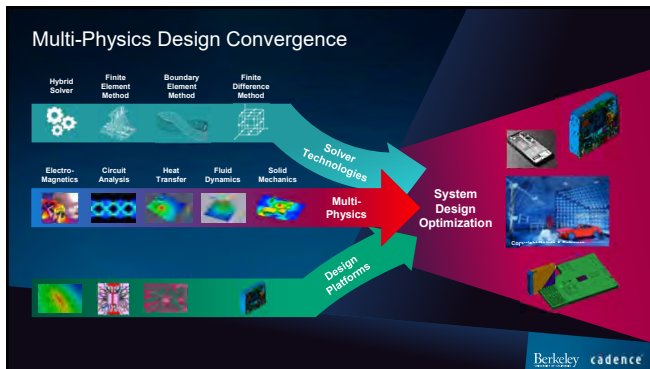 Multi-Physics Design Convergence
Hybrid
Solver
Finite
Element
Method
Boundary
Element
Method
Finite
Difference
Method
Solver
Technologies
Electro-
Magnetics
Circuit
Analysis
Heat
Transfer
Fluid
Dynamics
Solid
Mechanics
Multi-
Physics
System
Design
Optimization
Design
Platforms
Berkeley
cadence